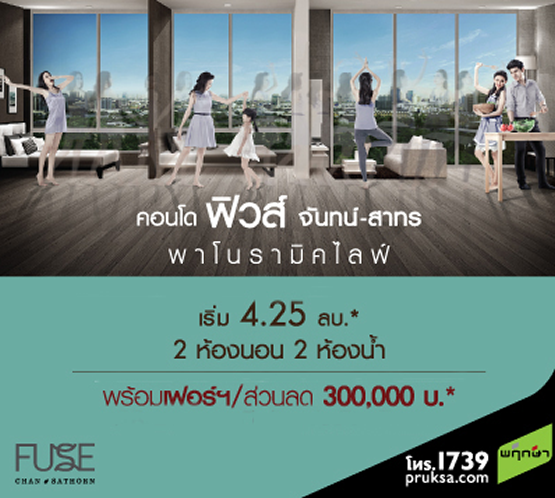 คอนโด ฟิวส์ จันทน์-สาทร
พาโนรามิคไลฟ์
เริ่ม 4.25 ลบ.*
2 ห้องนอน 2 ห้องน้ำ
พร้อมเฟอร์ฯ/ส่วนลด 300,000 บ.*
FUSE
CHAN SATHORN
โทร.1739
pruksa.com
พฤกษา